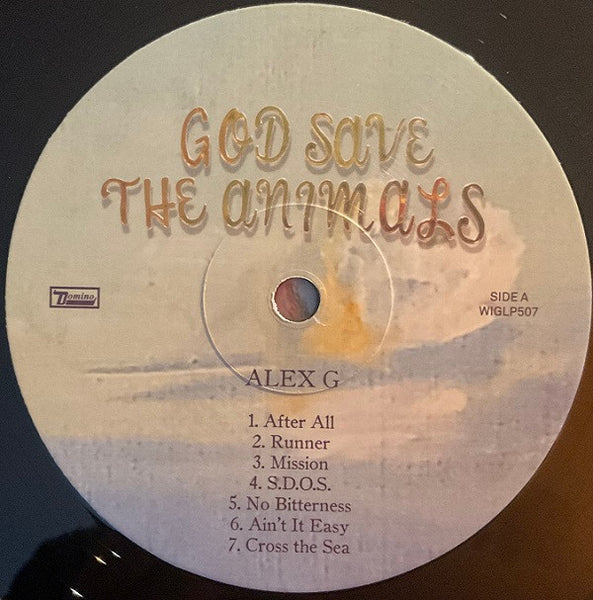 GOD SAVE
THE ANIMALS
Domino
SIDE A
WIGLP507
ALEX G
1. After All
2. Runner
3. Mission
4. S.D.O.S.
5. No Bitterness
6. Ain't It Easy
7. Cross the Sea